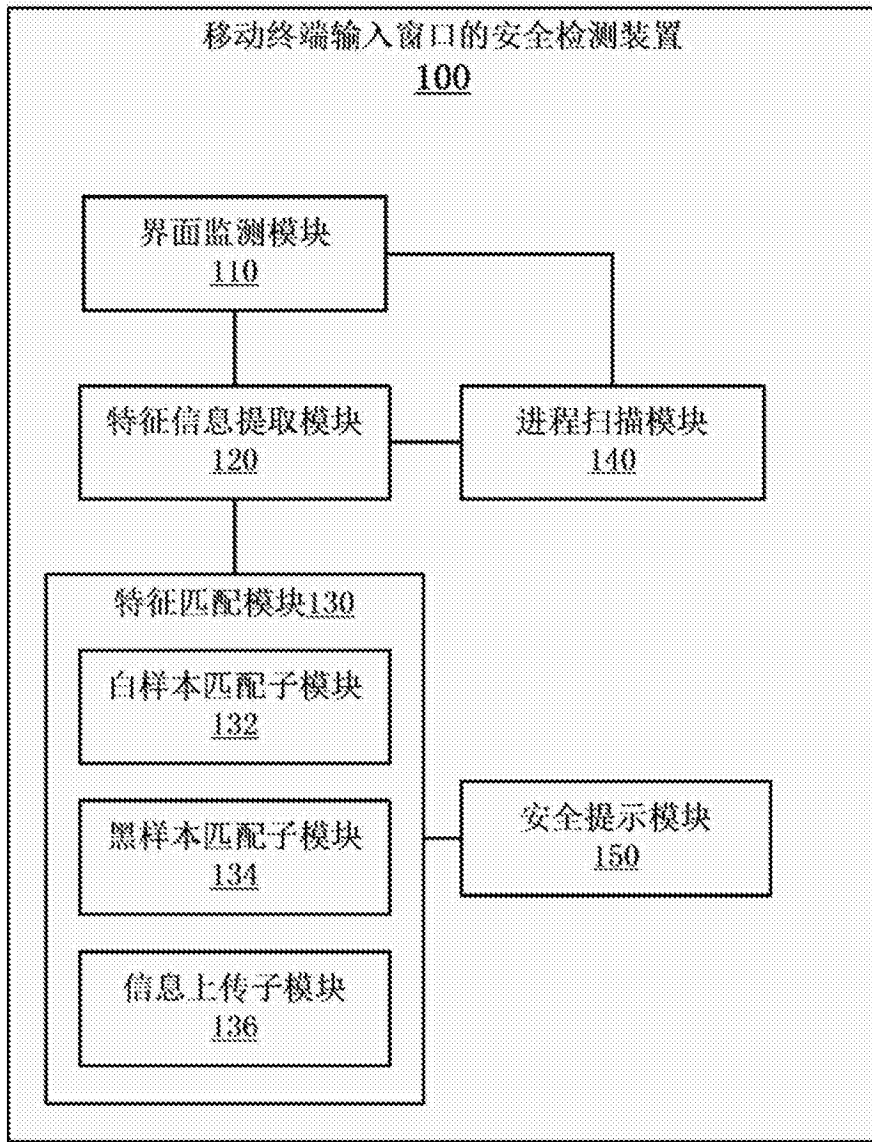 移动终端输入窗口的安全检测装置
100
界面监测模块
110
特征信息提取模块
120
进程扫描模块
140
特征匹配模块130
白样本匹配子模块
132
黑样本匹配子模块
134
安全提示模块
150
信息上传子模块
136